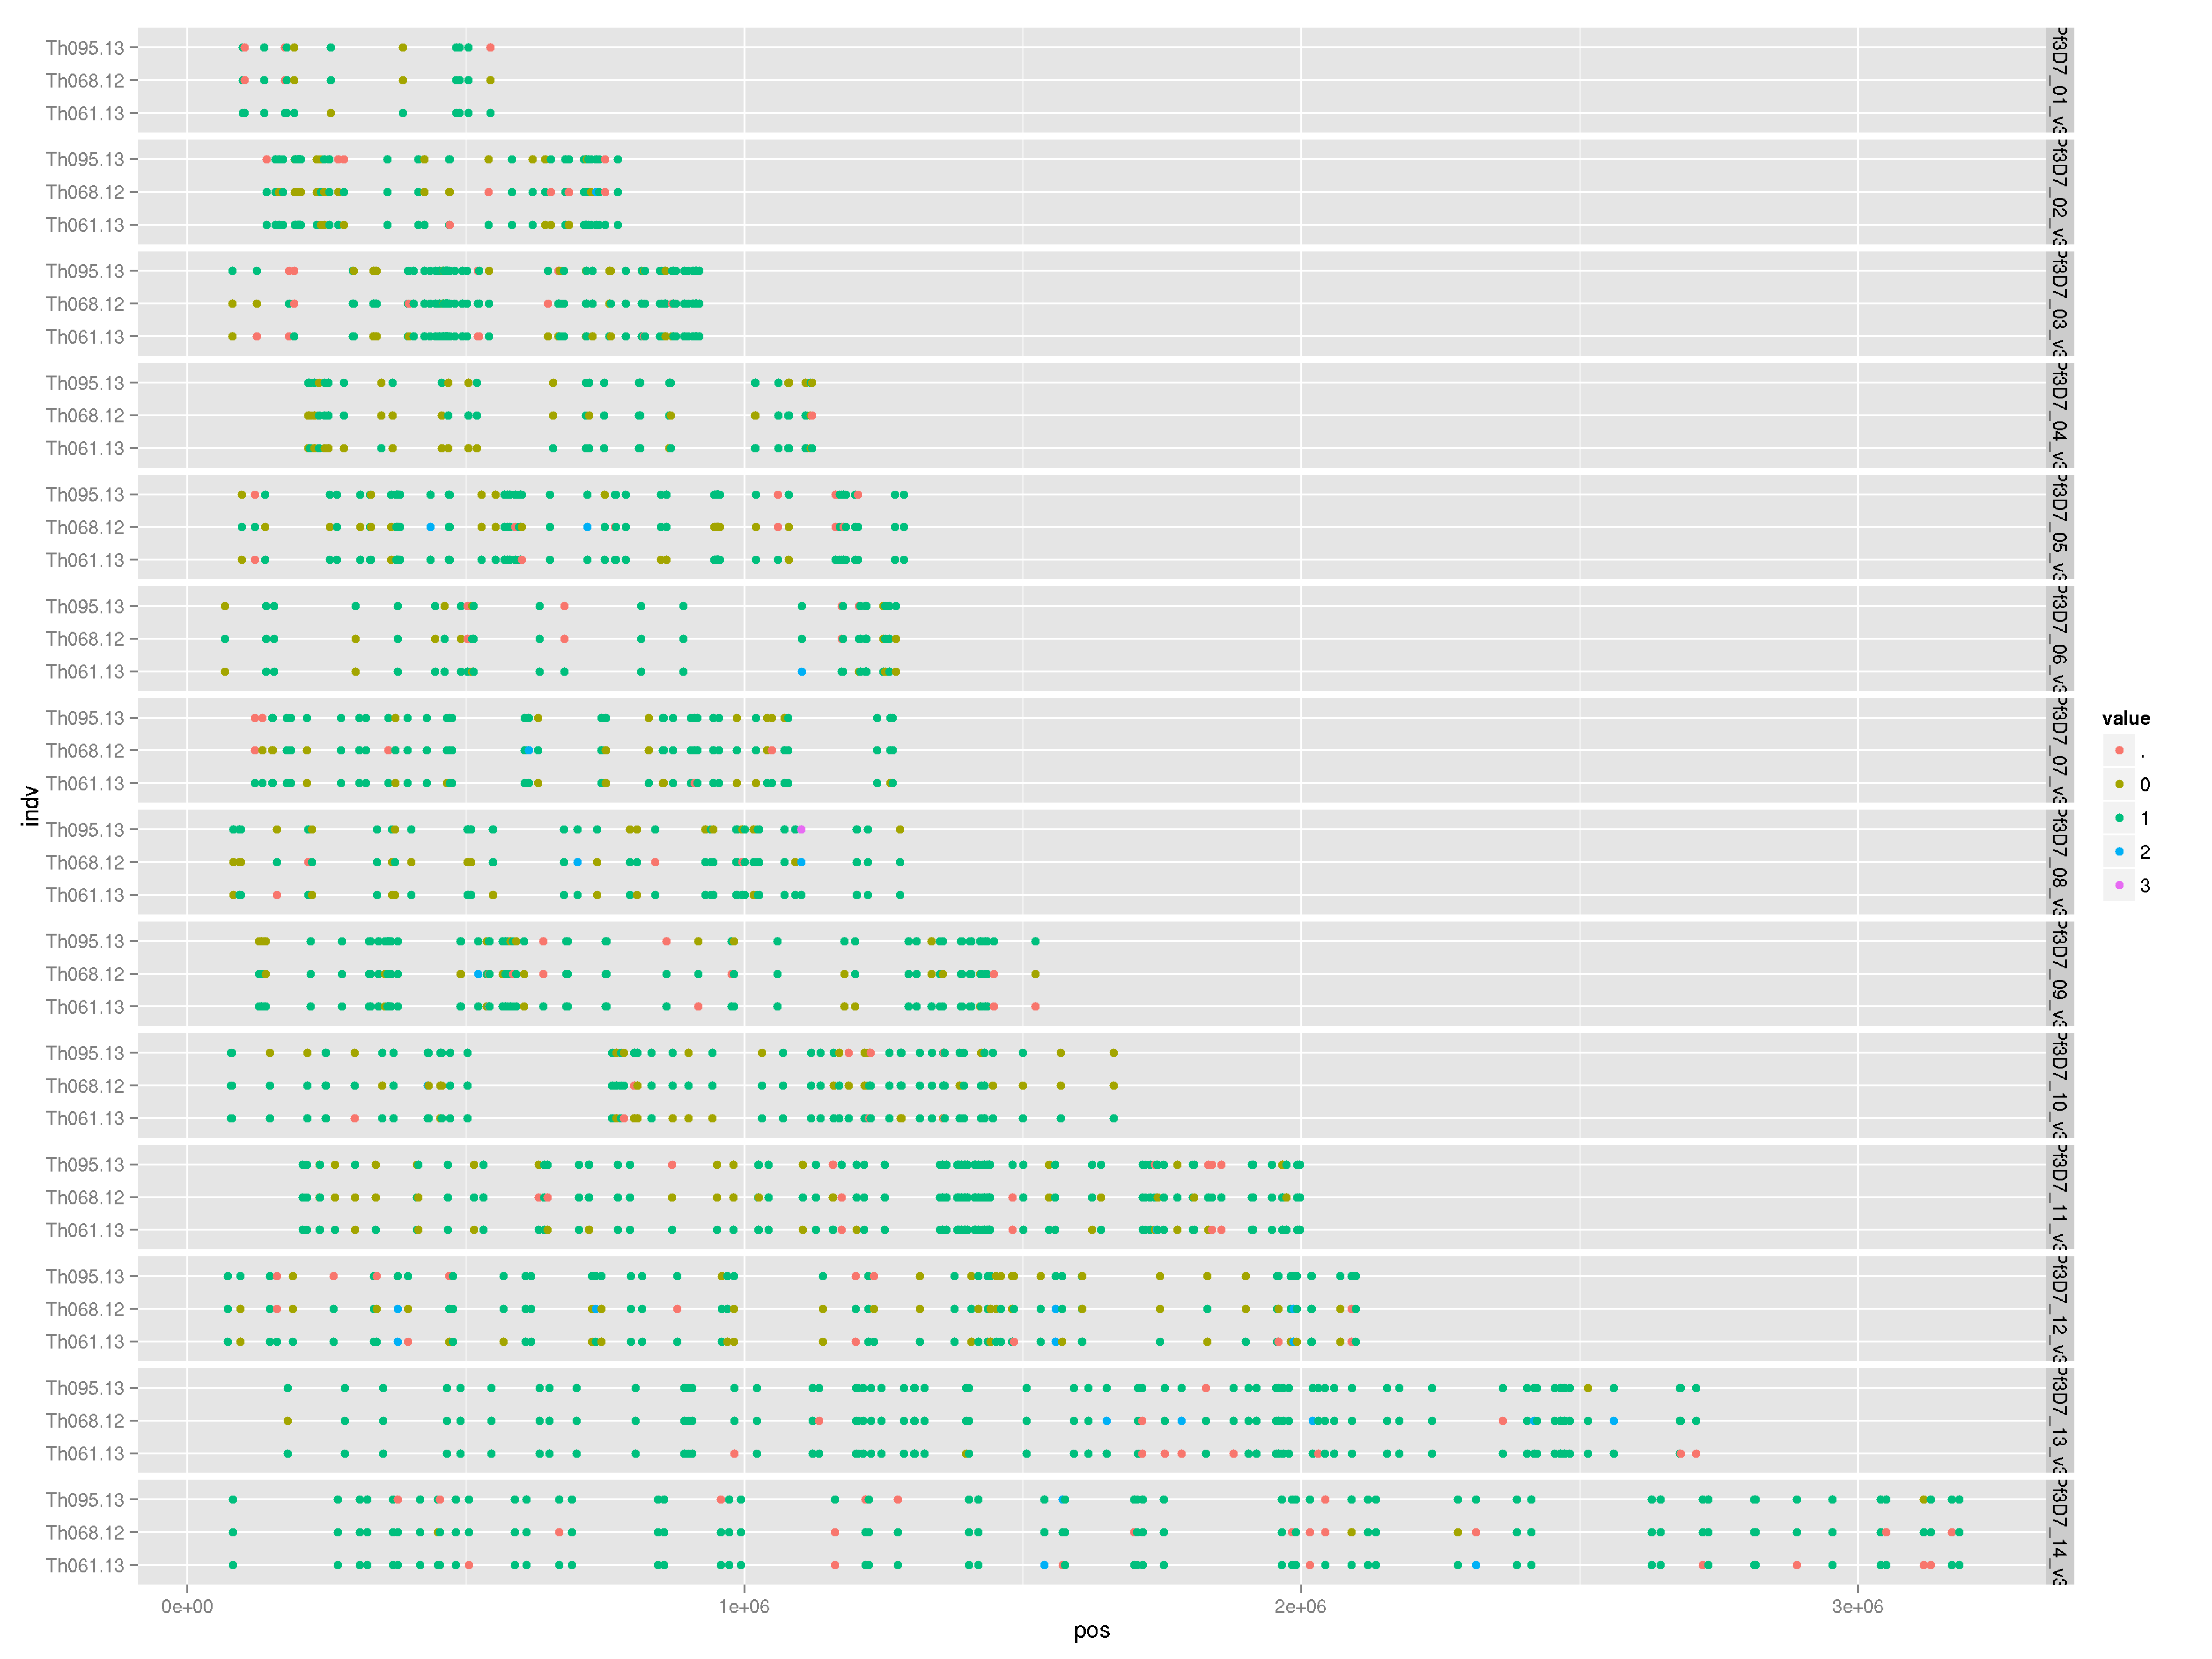 Th095.13
Th068.12
Th061.13
Pf3D7_01_v3
Th095.13
Th068.12
Th061.13
Pf3D7_02_v3
Th095.13
Th068.12
Th061.13
Pf3D7_03_v3
Th095.13
Th068.12
Th061.13
Pf3D7_04_v3
Th095.13
Th068.12
Th061.13
Pf3D7_05_v3
Th095.13
Th068.12
Th061.13
Pf3D7_06_v3
Th095.13
Th068.12
Th061.13
Pf3D7_07_v3
Th095.13
Th068.12
Th061.13
Pf3D7_08_v3
Th095.13
Th068.12
Th061.13
Pf3D7_09_v3
Th095.13
Th068.12
Th061.13
Pf3D7_10_v3
Th095.13
Th068.12
Th061.13
Pf3D7_11_v3
Th095.13
Th068.12
Th061.13
Pf3D7_12_v3
Th095.13
Th068.12
Th061.13
Pf3D7_13_v3
Th095.13
Th068.12
Th061.13
Pf3D7_14_v3
0e+00 1e+06 2e+06 3e+06
pos
indv
value
.
0
1
2
3